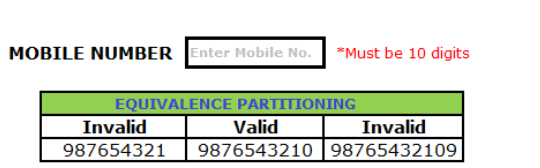 MOBILE NUMBER Enter Mobile No. *Must be 10 digits
EQUIVALENCE PARTITIONING
Invalid Valid Invalid
987654321 9876543210 98765432109